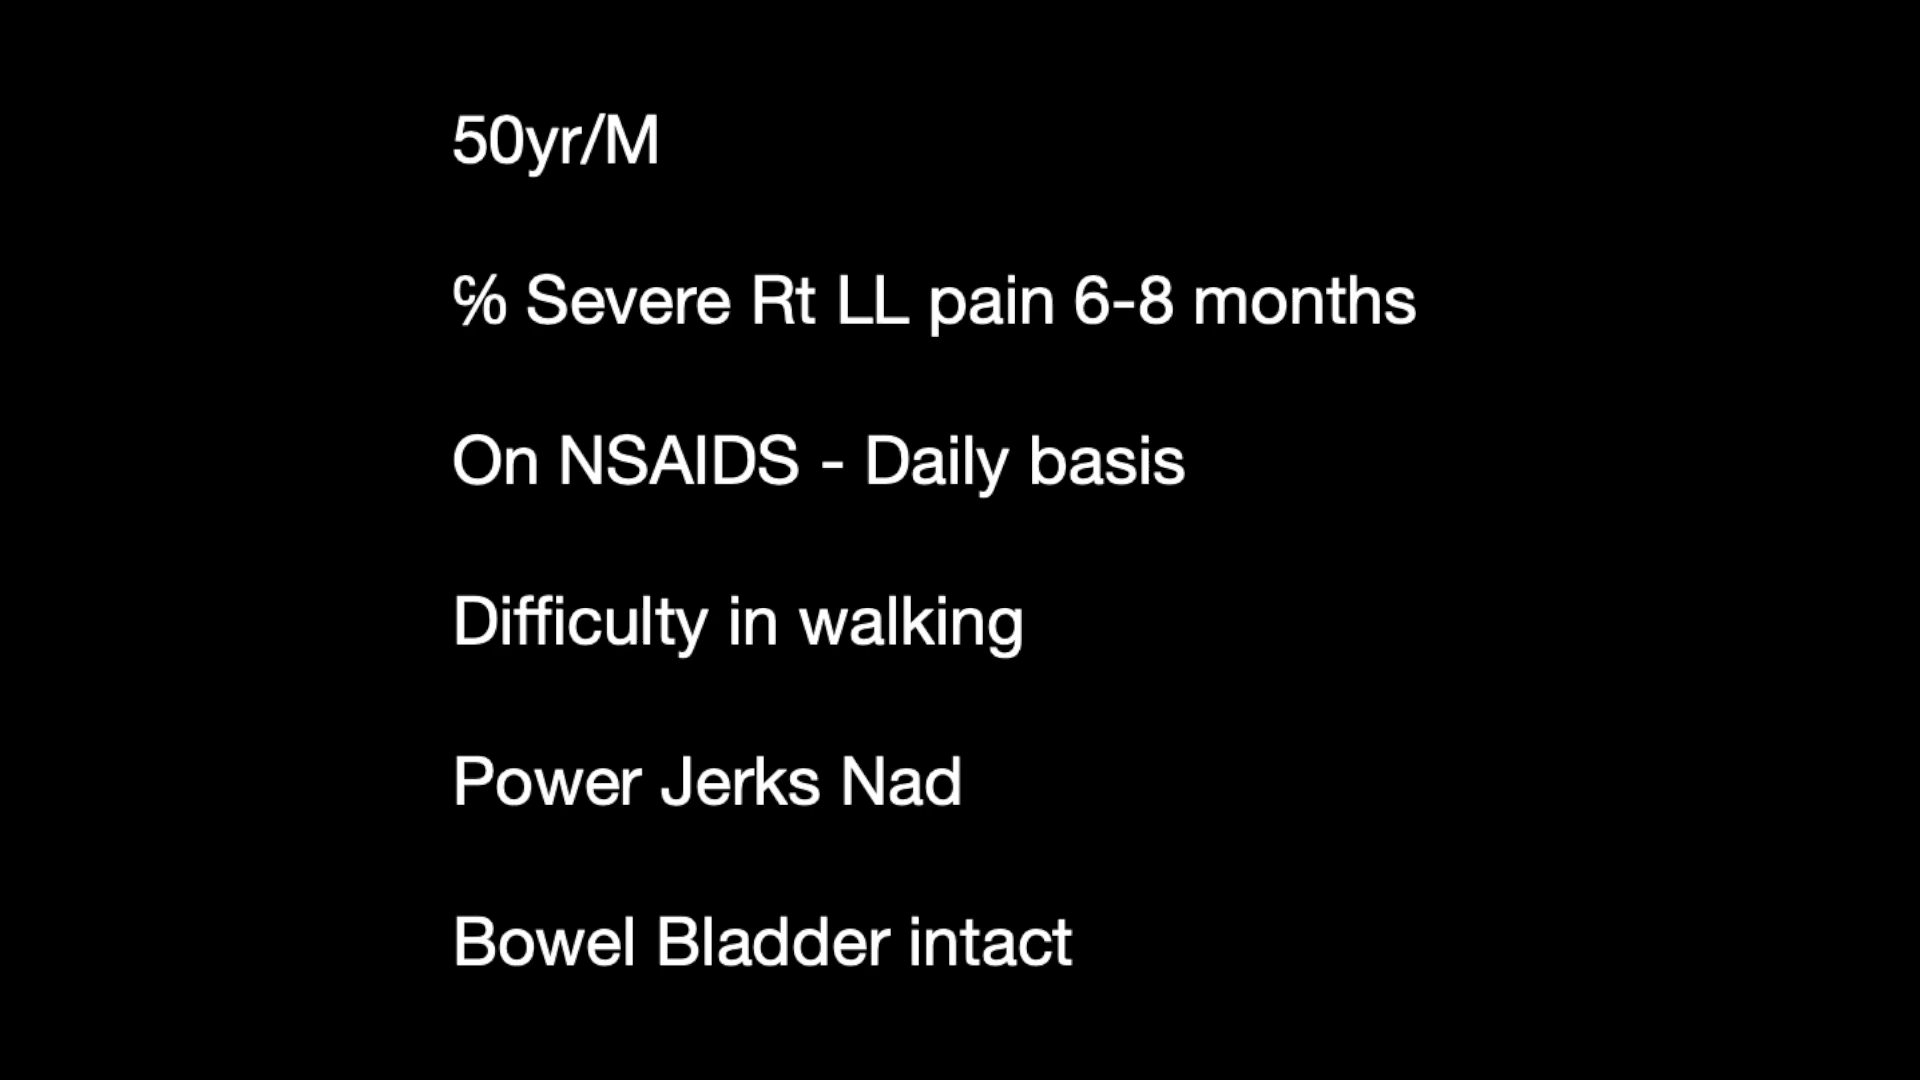 50yr/M
℅ Severe Rt LL pain 6-8 months
On NSAIDS - Daily basis
Difficulty in walking
Power Jerks Nad
Bowel Bladder intact